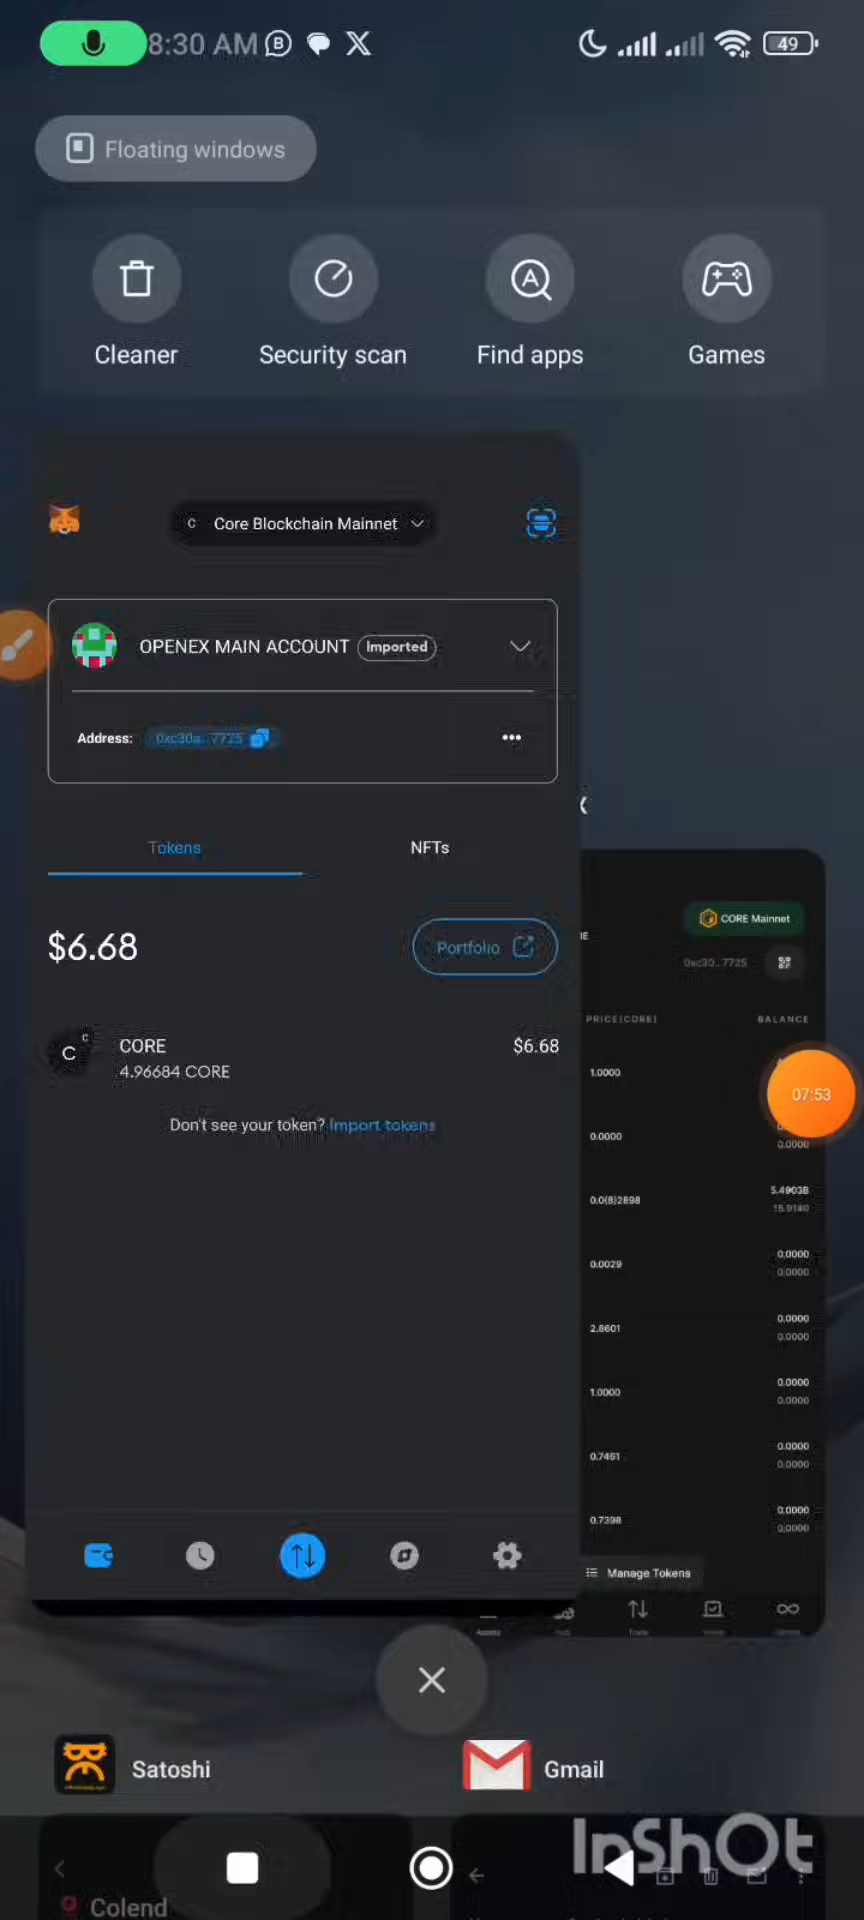 8:30 AM
49
Floating windows
Cleaner
Security scan
Find apps
Games
C Core Blockchain Mainnet
OPENEX MAIN ACCOUNT Imported
Address: 0xc30a...7725
Tokens
NFTs
$6.68
Portfolio
C
CORE
$6.68
4.96684 CORE
Don't see your token? Import tokens
CORE Mainnet
0xc30...7725
PRICE(CORE) BALANCE
1.0000
07:53
0.0000
0.0000
0.0(8)2898
5.4903B
15.9140
0.0029
0.0000
0.0000
2.8601
0.0000
0.0000
1.0000
0.0000
0.0000
0.7461
0.0000
0.0000
0.7398
0.0000
0.0000
Manage Tokens
Assets
Trade
Satoshi
Gmail
InShOt
Colend